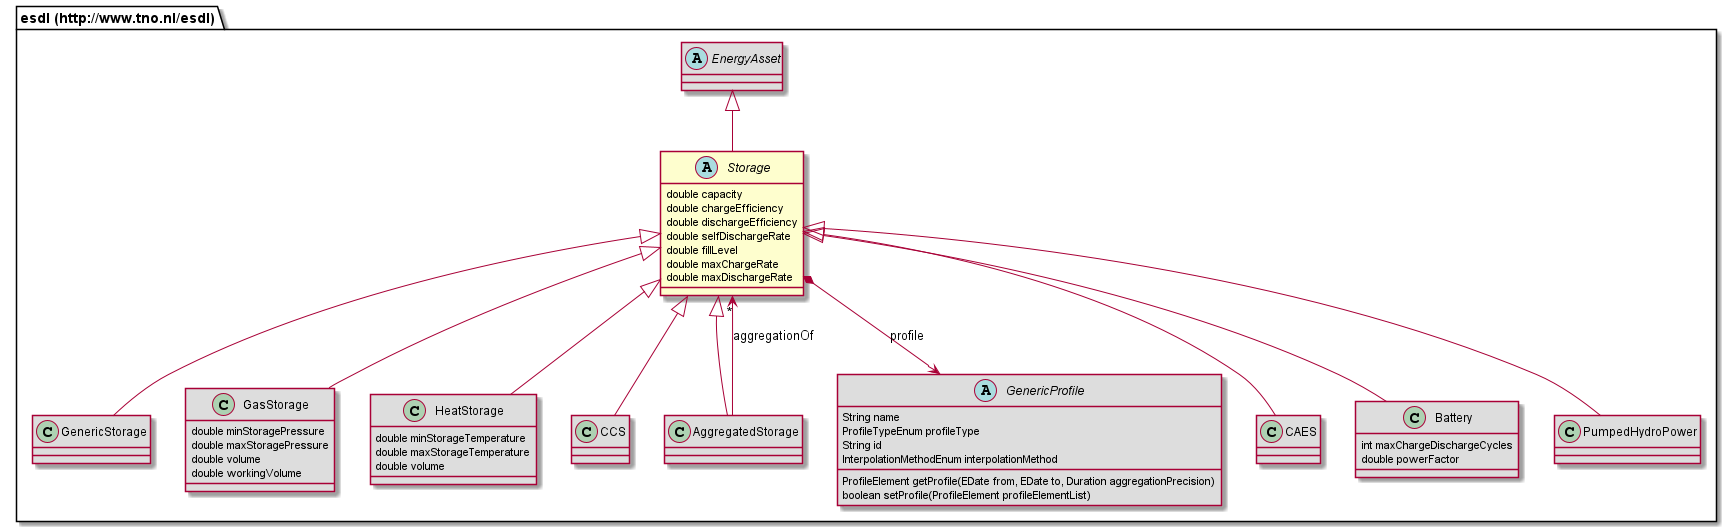 esdl (http://www.tno.nl/esdl)
A EnergyAsset
A Storage
double capacity
double chargeEfficiency
double dischargeEfficiency
double selfDischargeRate
double fillLevel
double maxChargeRate
double maxDischargeRate
*
aggregationOf
profile
C GenericStorage
C GasStorage
double minStoragePressure
double maxStoragePressure
double volume
double workingVolume
C HeatStorage
double minStorageTemperature
double maxStorageTemperature
double volume
C CCS
C AggregatedStorage
A GenericProfile
String name
ProfileTypeEnum profileType
String id
InterpolationMethodEnum interpolationMethod
ProfileElement getProfile(EDate from, EDate to, Duration aggregationPrecision)
boolean setProfile(ProfileElement profileElementList)
C CAES
C Battery
int maxChargeDischargeCycles
double powerFactor
C PumpedHydroPower